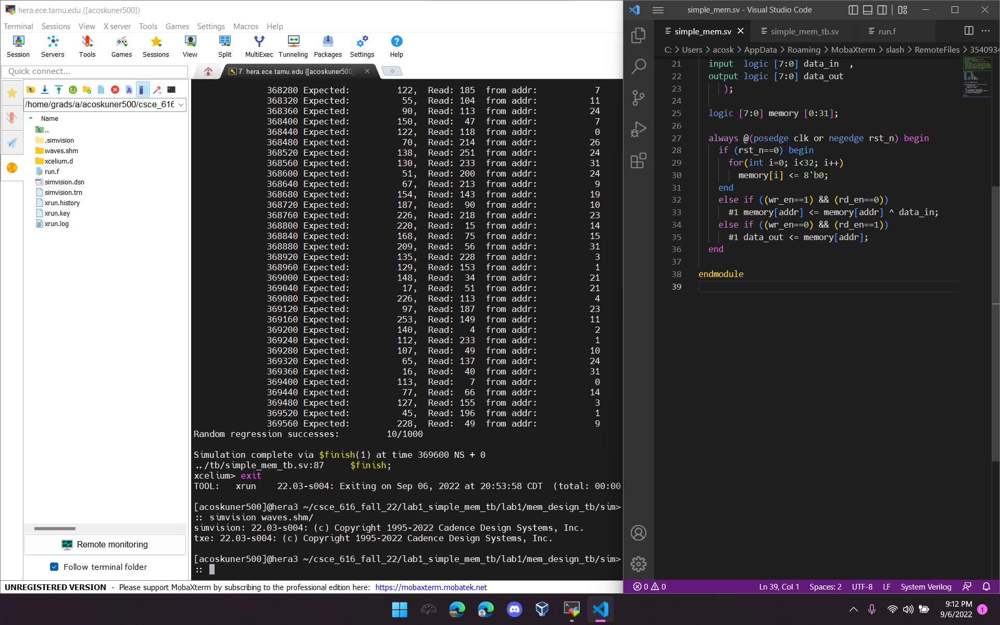 hera.ece.tamu.edu ([acoskuner500])
Terminal Sessions View X server Tools Games Settings Macros Help
Session Servers Tools Games Sessions View Split MultiExec Tunneling Packages Settings Help
Quick connect...
7. hera.ece.tamu.edu ([acoskuner500]
/home/grads/a/acoskuner500/csce_616
Name
..
.simvision
waves.shm
xcelium.d
run.f
simvision.dsn
simvision.trn
xrun.history
xrun.key
xrun.log
Remote monitoring
Follow terminal folder
368280 Expected: 122, Read: 185 from addr: 7
368320 Expected: 55, Read: 104 from addr: 11
368360 Expected: 90, Read: 113 from addr: 24
368400 Expected: 150, Read: 47 from addr: 7
368440 Expected: 122, Read: 118 from addr: 0
368480 Expected: 70, Read: 214 from addr: 26
368520 Expected: 138, Read: 251 from addr: 24
368560 Expected: 130, Read: 233 from addr: 31
368600 Expected: 51, Read: 200 from addr: 24
368640 Expected: 67, Read: 213 from addr: 9
368680 Expected: 154, Read: 143 from addr: 19
368720 Expected: 187, Read: 90 from addr: 10
368760 Expected: 226, Read: 218 from addr: 23
368800 Expected: 220, Read: 15 from addr: 14
368840 Expected: 168, Read: 75 from addr: 15
368880 Expected: 209, Read: 56 from addr: 31
368920 Expected: 135, Read: 228 from addr: 3
368960 Expected: 129, Read: 153 from addr: 1
369000 Expected: 148, Read: 34 from addr: 21
369040 Expected: 17, Read: 51 from addr: 21
369080 Expected: 226, Read: 113 from addr: 4
369120 Expected: 97, Read: 187 from addr: 23
369160 Expected: 253, Read: 149 from addr: 11
369200 Expected: 140, Read: 4 from addr: 2
369240 Expected: 112, Read: 233 from addr: 1
369280 Expected: 107, Read: 49 from addr: 10
369320 Expected: 65, Read: 137 from addr: 24
369360 Expected: 16, Read: 40 from addr: 31
369400 Expected: 113, Read: 7 from addr: 0
369440 Expected: 77, Read: 66 from addr: 14
369480 Expected: 127, Read: 155 from addr: 3
369520 Expected: 45, Read: 196 from addr: 1
369560 Expected: 228, Read: 49 from addr: 9
Random regression successes: 10/1000
Simulation complete via $finish(1) at time 369600 NS + 0
../tb/simple_mem_tb.sv:87 $finish;
xcelium> exit
TOOL: xrun 22.03-s004: Exiting on Sep 06, 2022 at 20:53:58 CDT (total: 00:00
[acoskuner500]@hera3 ~/csce_616_fall_22/lab1_simple_mem_tb/lab1/mem_design_tb/sim>
:: simvision waves.shm/
simvision: 22.03-s004: (c) Copyright 1995-2022 Cadence Design Systems, Inc.
txe: 22.03-s004: (c) Copyright 1995-2022 Cadence Design Systems, Inc.
[acoskuner500]@hera3 ~/csce_616_fall_22/lab1_simple_mem_tb/lab1/mem_design_tb/sim>
::
UNREGISTERED VERSION - Please support MobaXterm by subscribing to the professional edition here: https://mobaxterm.mobatek.net
simple_mem.sv - Visual Studio Code
simple_mem.sv simple_mem_tb.sv run.f
C: > Users > acosk > AppData > Roaming > MobaXterm > slash > RemoteFiles > 3540934
21 input logic [7:0] data_in ,
22 output logic [7:0] data_out
23 );
24
25 logic [7:0] memory [0:31];
26
27 always @(posedge clk or negedge rst_n) begin
28 if (rst_n==0) begin
29 for(int i=0; i<32; i++)
30 memory[i] <= 8'b0;
31 end
32 else if ((wr_en==1) && (rd_en==0))
33 #1 memory[addr] <= memory[addr] ^ data_in;
34 else if ((wr_en==0) && (rd_en==1))
35 #1 data_out <= memory[addr];
36 end
37
38 endmodule
39
0 0 Ln 39, Col 1 Spaces: 2 UTF-8 LF System Verilog
9:12 PM
9/6/2022
1